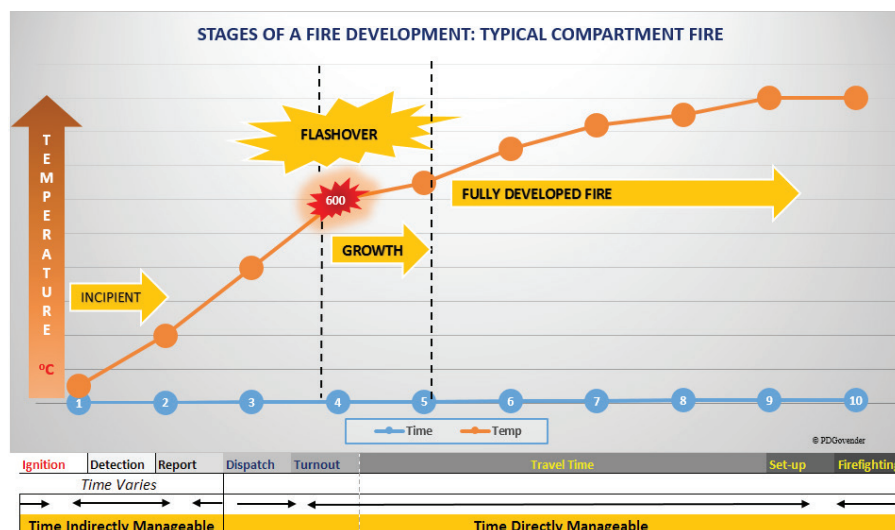 STAGES OF A FIRE DEVELOPMENT: TYPICAL COMPARTMENT FIRE
TEMPERATURE
ºC
FLASHOVER
600
FULLY DEVELOPED FIRE
GROWTH
INCIPIENT
1 2 3 4 5 6 7 8 9 10
Time Temp
© PDGovender
Ignition Detection Report Dispatch Turnout Travel Time Set-up Firefighting
Time Varies
Time Indirectly Manageable Time Directly Manageable